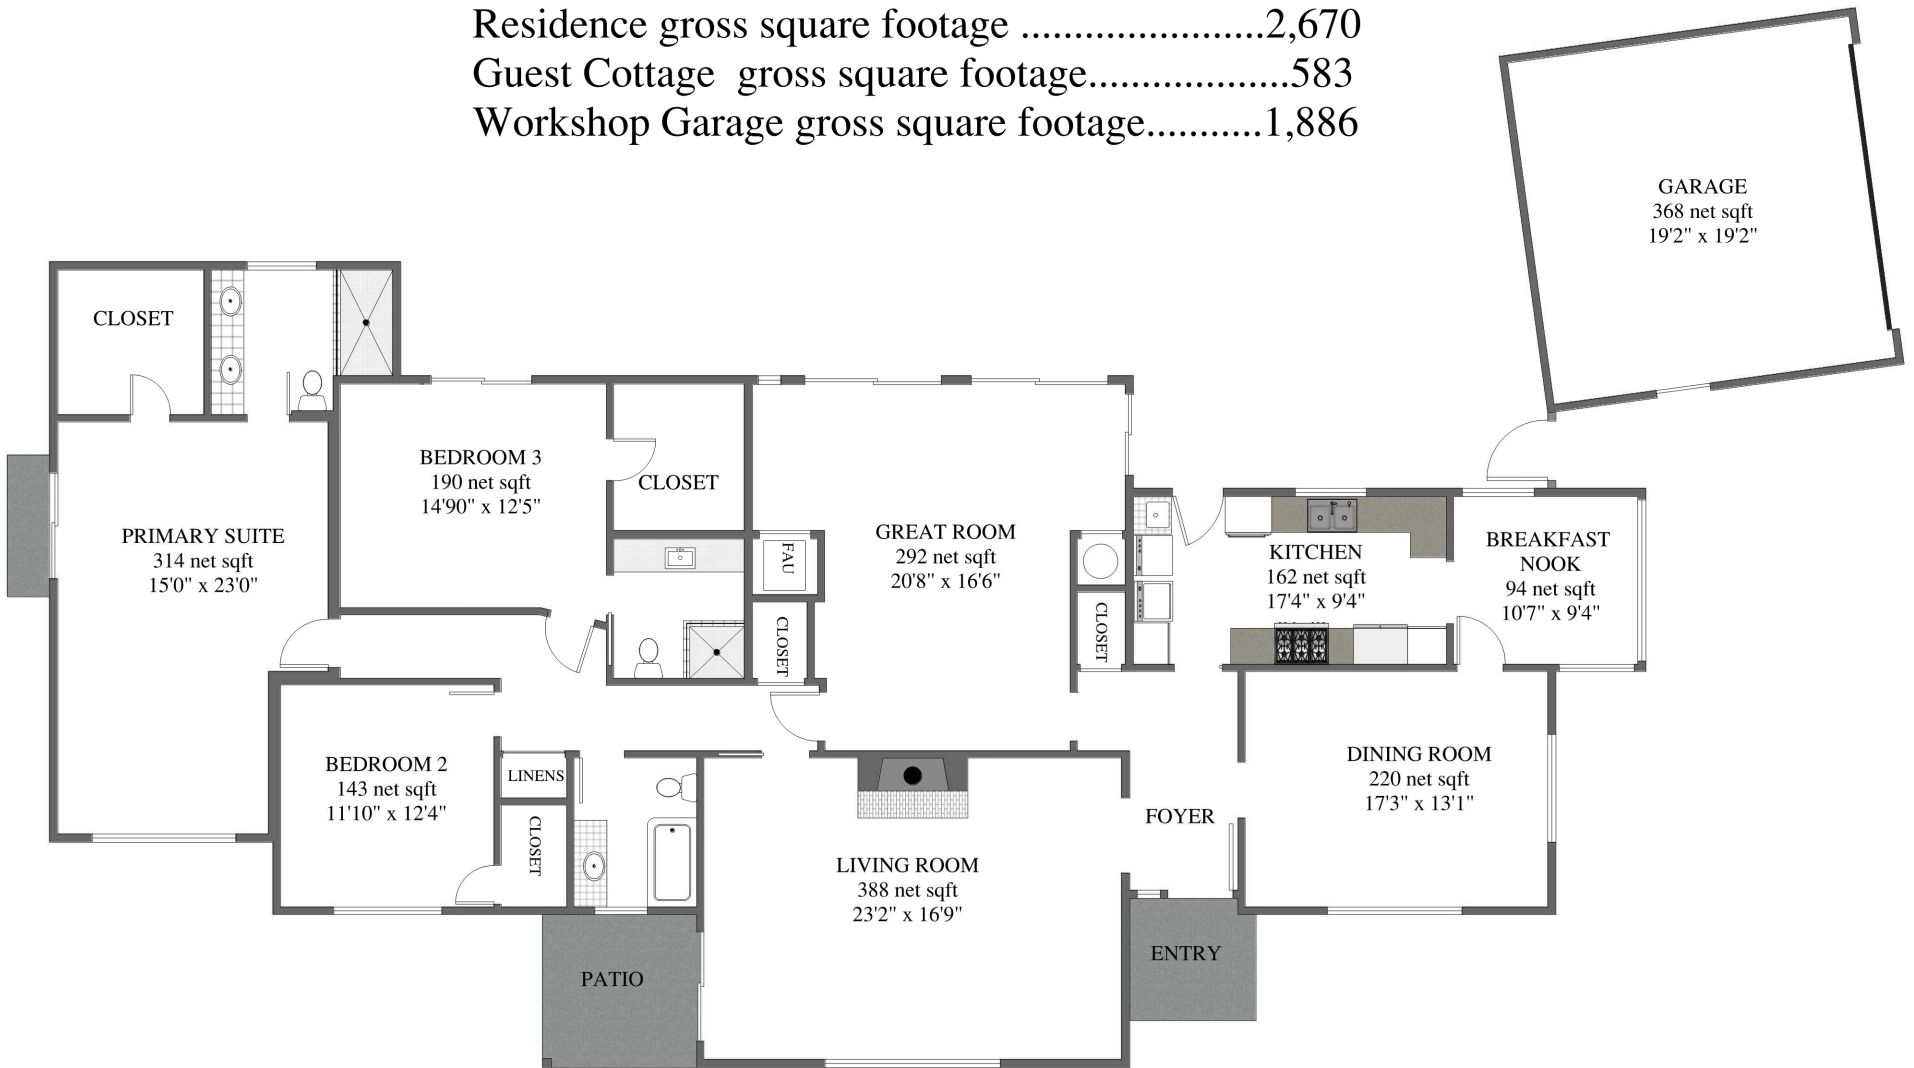 Residence gross square footage .......................2,670
Guest Cottage  gross square footage...................583
Workshop Garage gross square footage...........1,886
GARAGE
368 net sqft
19'2" x 19'2"
CLOSET
BEDROOM 3
190 net sqft
14'90" x 12'5"
CLOSET
PRIMARY SUITE
314 net sqft
15'0" x 23'0"
GREAT ROOM
292 net sqft
20'8" x 16'6"
FAU
KITCHEN
162 net sqft
17'4" x 9'4"
BREAKFAST
NOOK
94 net sqft
10'7" x 9'4"
CLOSET
CLOSET
BEDROOM 2
143 net sqft
11'10" x 12'4"
LINENS
CLOSET
DINING ROOM
220 net sqft
17'3" x 13'1"
FOYER
LIVING ROOM
388 net sqft
23'2" x 16'9"
ENTRY
PATIO